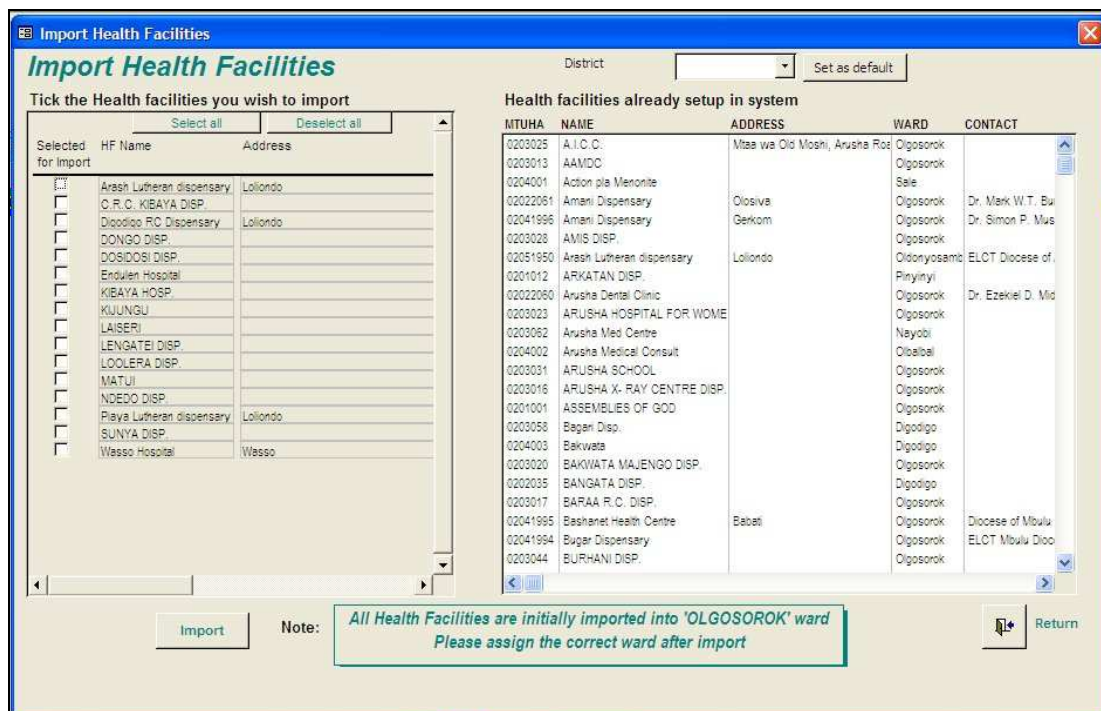 Import Health Facilities
Import Health Facilities
District
Set as default
Tick the Health facilities you wish to import
Health facilities already setup in system
Select all Deselect all
Selected for Import HF Name Address
Arash Lutheran dispensary Loliondo
C.R.C. KIBAYA DISP.
Digodigo RC Dispensary Loliondo
DONGO DISP.
DOSIDOSI DISP.
Endulen Hospital
KIBAYA HOSP.
KIJUNGU
LAISERI
LENGATEI DISP.
LOOLERA DISP.
MATUI
NDEDO DISP.
Piaya Lutheran dispensary Loliondo
SUNYA DISP.
Wasso Hospital Wasso
MTUHA NAME ADDRESS WARD CONTACT
0203025 A.I.C.C. Mtaa wa Old Moshi, Arusha Roa Olgosorok
0203013 AAMDC Olgosorok
0204001 Action pla Menonite Sale
02022061 Amani Dispensary Olosiva Olgosorok Dr. Mark W.T. Bu
02041996 Amani Dispensary Gerkom Olgosorok Dr. Simon P. Mus
0203028 AMIS DISP. Olgosorok
02051950 Arash Lutheran dispensary Loliondo Oldonyosamb ELCT Diocese of
0201012 ARKATAN DISP. Pinyinyi
02022060 Arusha Dental Clinic Olgosorok Dr. Ezekiel D. Mid
0203023 ARUSHA HOSPITAL FOR WOME Olgosorok
0203062 Arusha Med Centre Nayobi
0204002 Arusha Medical Consult Olbalbal
0203031 ARUSHA SCHOOL Olgosorok
0203016 ARUSHA X- RAY CENTRE DISP. Olgosorok
0201001 ASSEMBLIES OF GOD Olgosorok
0203058 Bagari Disp. Digodigo
0204003 Bakwata Digodigo
0203020 BAKWATA MAJENGO DISP. Olgosorok
0202035 BANGATA DISP. Digodigo
0203017 BARAA R.C. DISP. Olgosorok
02041995 Bashanet Health Centre Babati Olgosorok Diocese of Mbulu
02041994 Bugar Dispensary Olgosorok ELCT Mbulu Dioc
0203044 BURHANI DISP. Olgosorok
Import
Note:
All Health Facilities are initially imported into 'OLGOSOROK' ward
Please assign the correct ward after import
Return